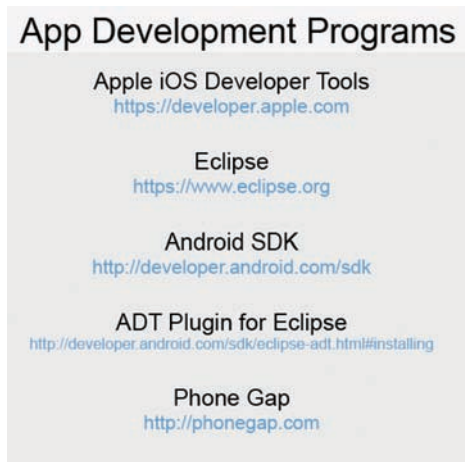 App Development Programs
Apple iOS Developer Tools
https://developer.apple.com
Eclipse
https://www.eclipse.org
Android SDK
http://developer.android.com/sdk
ADT Plugin for Eclipse
http://developer.android.com/sdk/eclipse-adt.html#installing
Phone Gap
http://phonegap.com